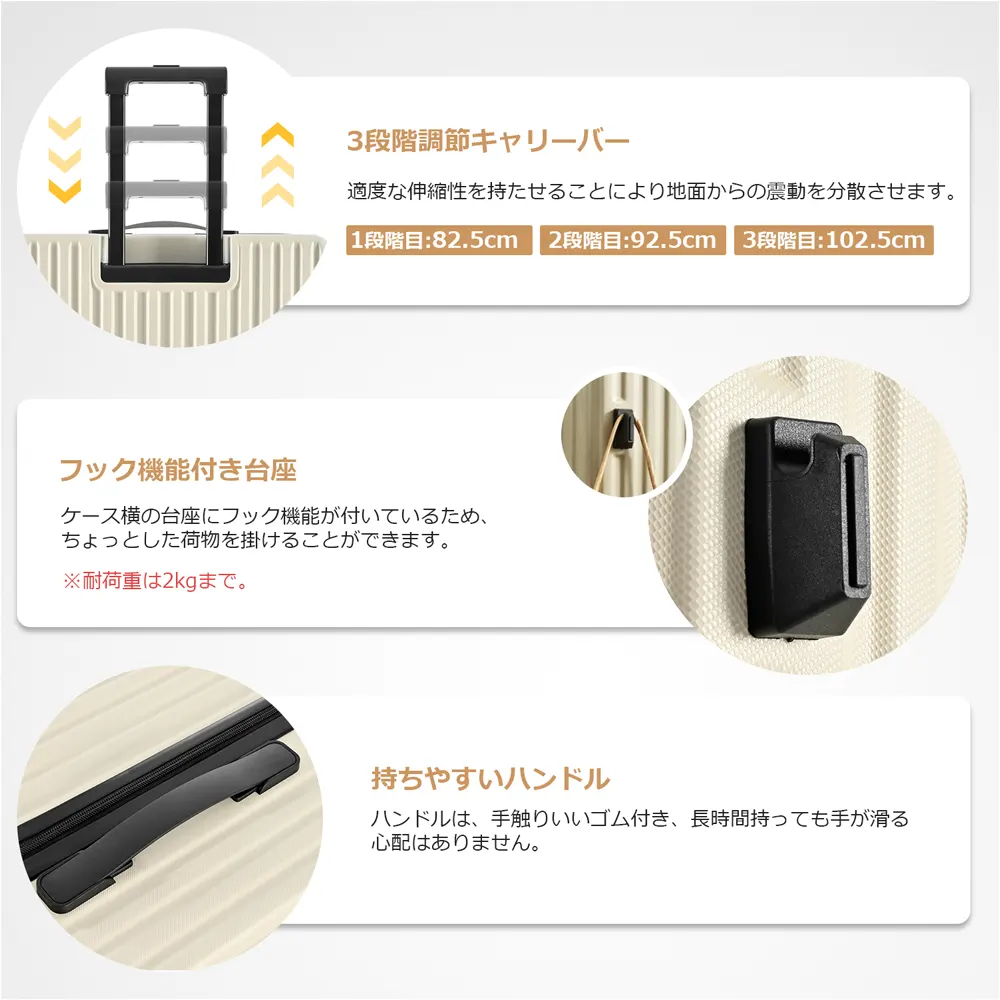 3段階調節キャリーバー
適度な伸縮性を持たせることにより地面からの震動を分散させます。
1段階目:82.5cm 2段階目:92.5cm 3段階目:102.5cm
フック機能付き台座
ケース横の台座にフック機能が付いているため、
ちょっとした荷物を掛けることができます。
※耐荷重は2kgまで。
持ちやすいハンドル
ハンドルは、手触りいいゴム付き、長時間持っても手が滑る
心配はありません。